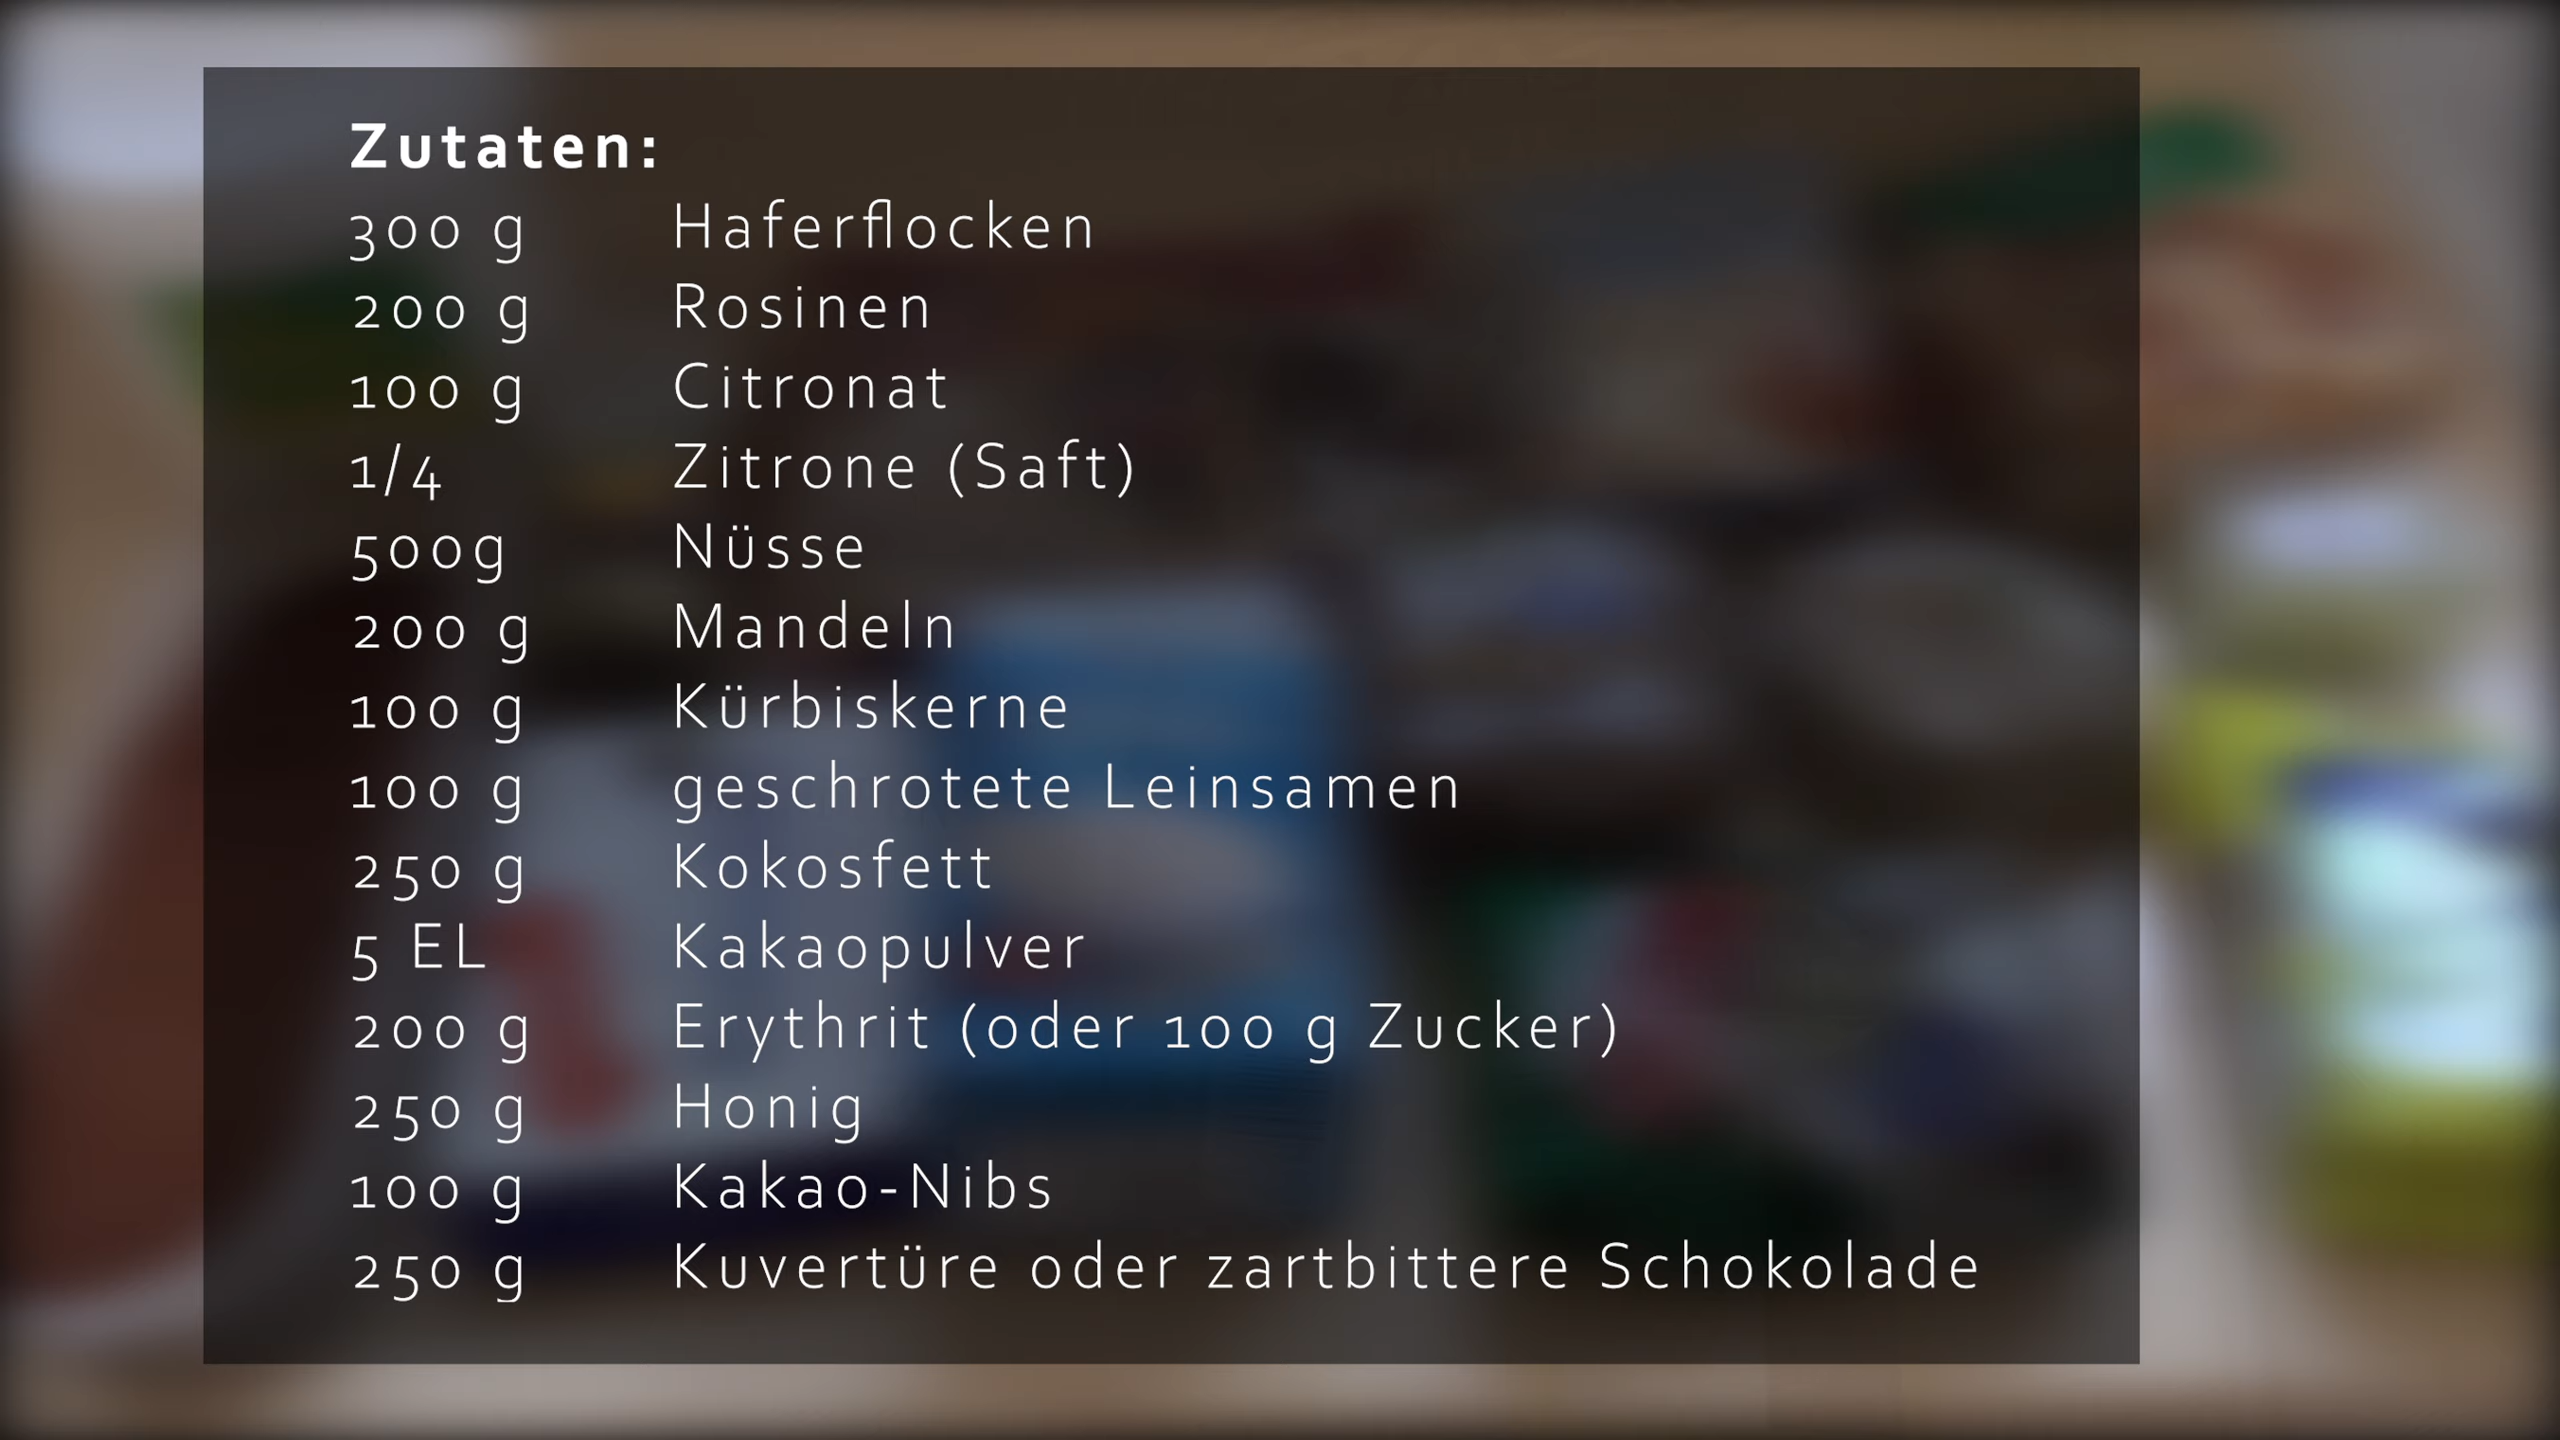 Zutaten:
300 g Haferflocken
200 g Rosinen
100 g Citronat
1/4 Zitrone (Saft)
500g Nüsse
200 g Mandeln
100 g Kürbiskerne
100 g geschrotete Leinsamen
250 g Kokosfett
5 EL Kakaopulver
200 g Erythrit (oder 100 g Zucker)
250 g Honig
100 g Kakao-Nibs
250 g Kuvertüre oder zartbittere Schokolade